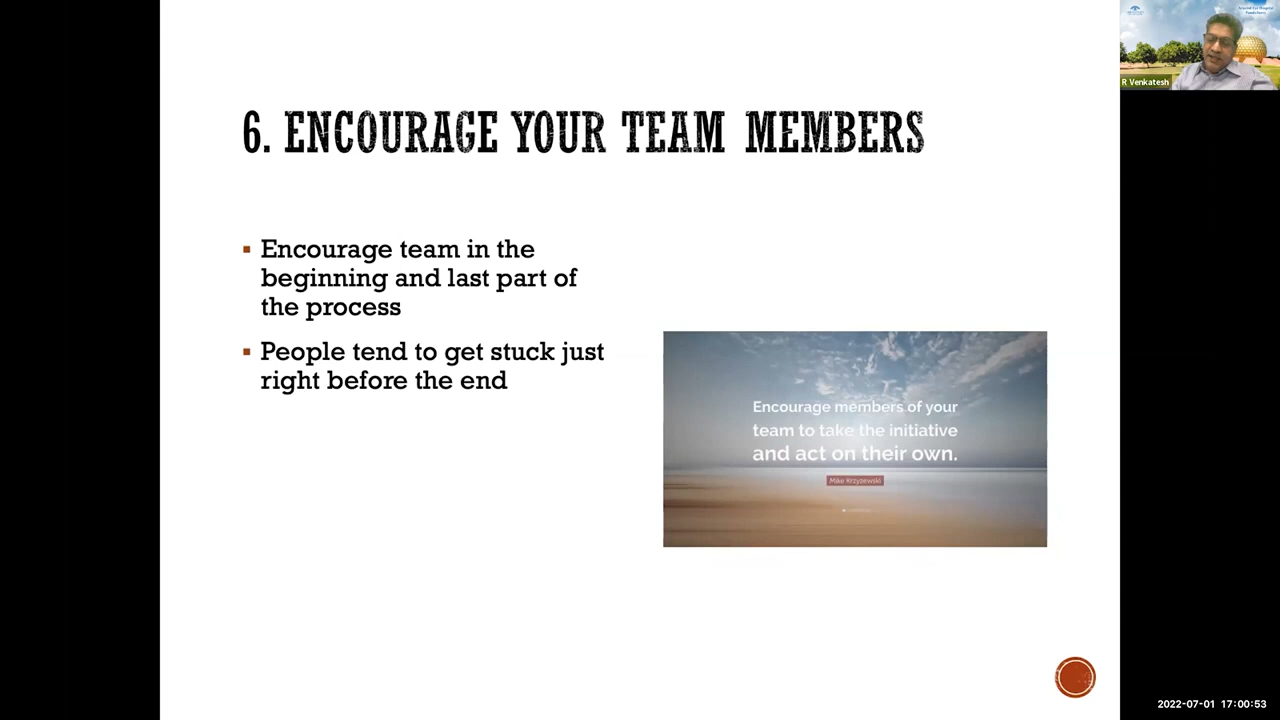 6. ENCOURAGE YOUR TEAM MEMBERS
▪ Encourage team in the
beginning and last part of
the process
▪ People tend to get stuck just
right before the end
Encourage members of your
team to take the initiative
and act on their own.
Mike Krzyzewski
R Venkatesh
2022-07-01 17:00:53